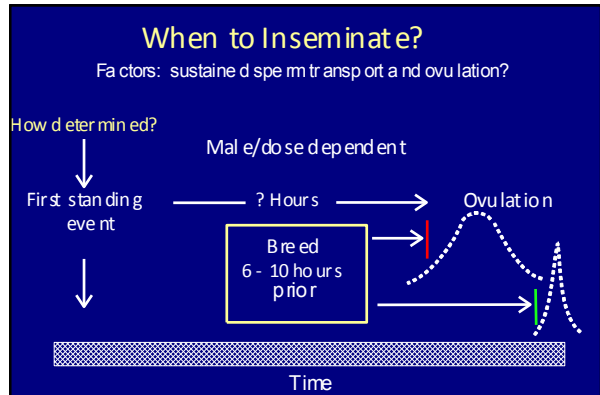 When to Inseminate?
Factors: sustained sperm transport and ovulation?
How determined?
Male/dose dependent
First standing
event
? Hours
Ovulation
Breed
6 - 10 hours
prior
Time